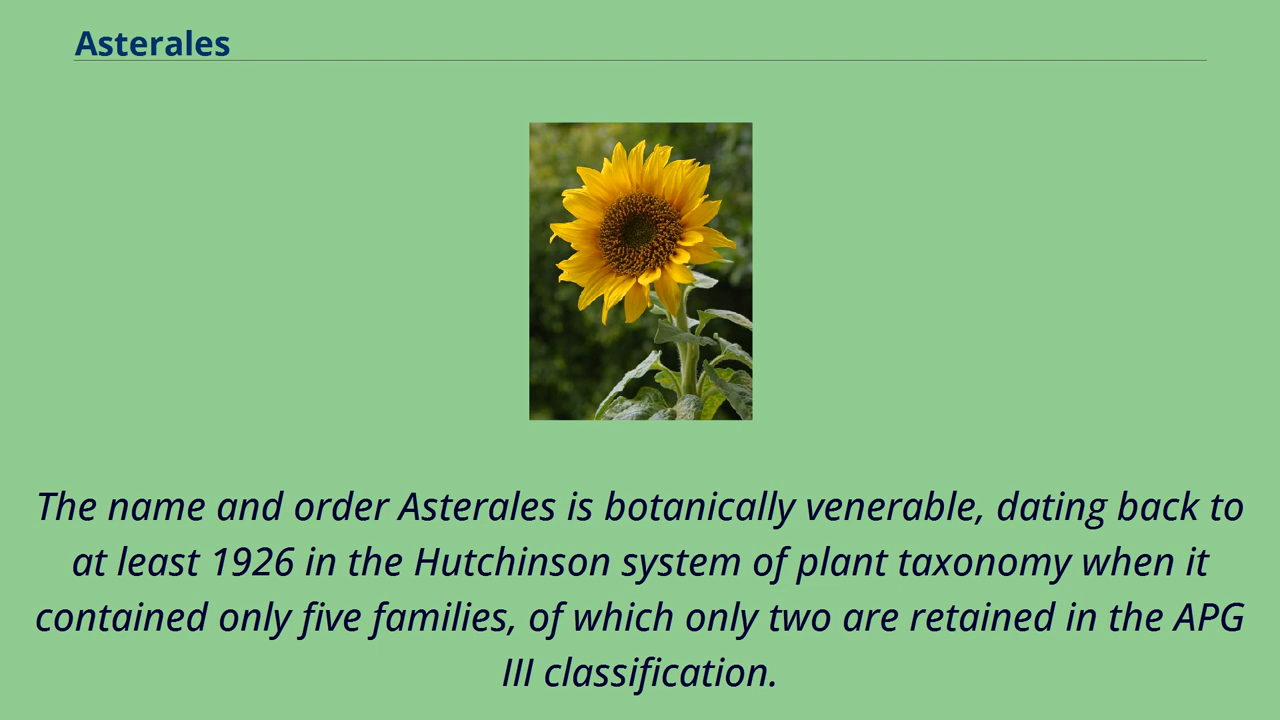 Asterales
The name and order Asterales is botanically venerable, dating back to
at least 1926 in the Hutchinson system of plant taxonomy when it
contained only five families, of which only two are retained in the APG
III classification.